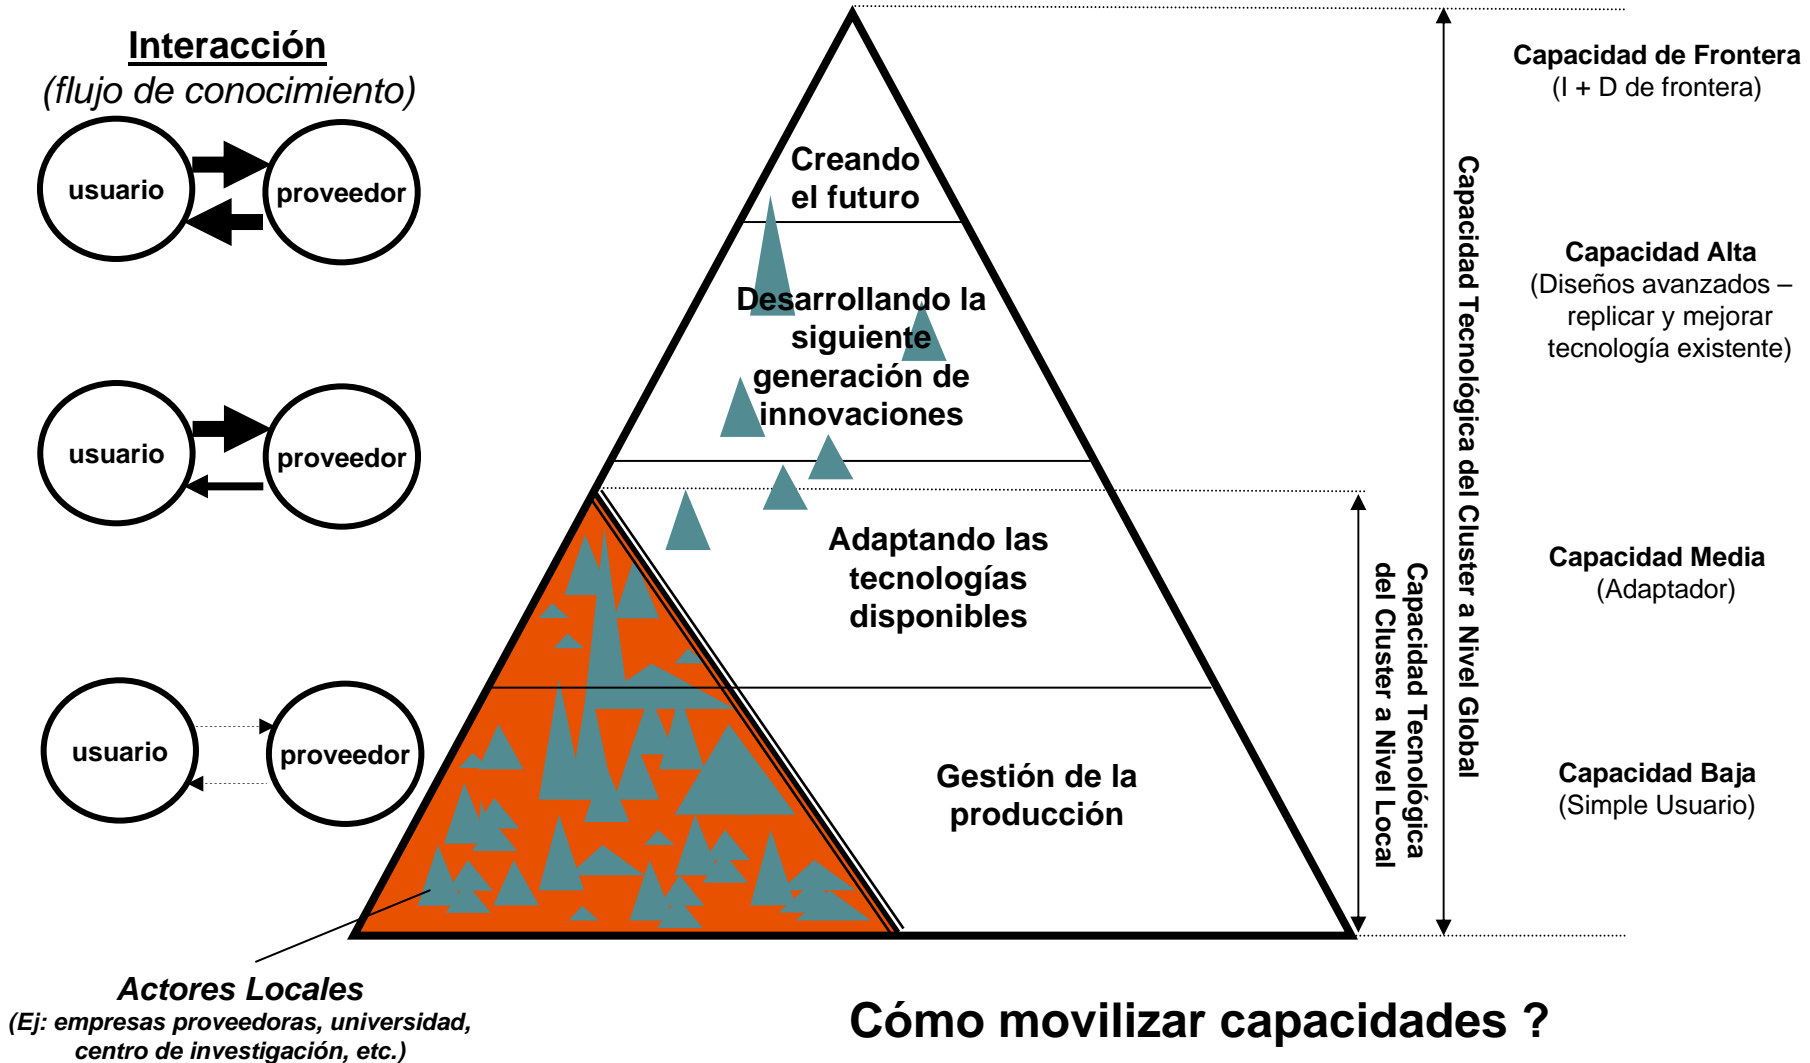 Interacción
(flujo de conocimiento)
usuario
proveedor
usuario
proveedor
usuario
proveedor
Actores Locales
(Ej: empresas proveedoras, universidad,
centro de investigación, etc.)
Creando
el futuro
Desarrollando la
siguiente
generación de
innovaciones
Adaptando las
tecnologías
disponibles
Gestión de la
producción
Capacidad Tecnológica
del Cluster a Nivel Local
Capacidad Tecnológica del Cluster a Nivel Global
Capacidad de Frontera
(I + D de frontera)
Capacidad Alta
(Diseños avanzados –
replicar y mejorar
tecnología existente)
Capacidad Media
(Adaptador)
Capacidad Baja
(Simple Usuario)
Cómo movilizar capacidades ?